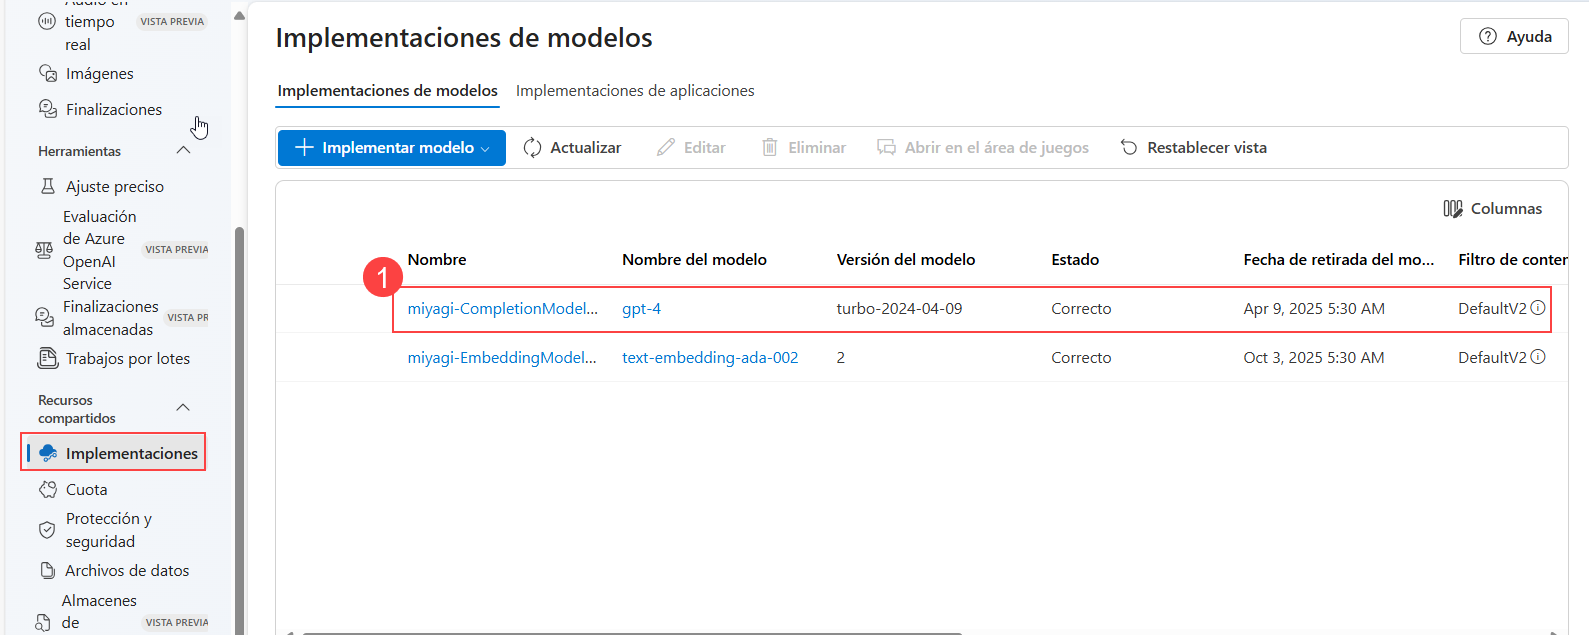 Audio en
tiempo
real
VISTA PREVIA
Imágenes
Finalizaciones
Herramientas
Ajuste preciso
Evaluación
de Azure
OpenAI
Service
VISTA PREVIA
Finalizaciones
almacenadas
VISTA PR
Trabajos por lotes
Recursos
compartidos
Implementaciones
Cuota
Protección y
seguridad
Archivos de datos
Almacenes
de
VISTA PREVIA
Implementaciones de modelos
Ayuda
Implementaciones de modelos Implementaciones de aplicaciones
Implementar modelo Actualizar Editar Eliminar Abrir en el área de juegos Restablecer vista
Columnas
Nombre Nombre del modelo Versión del modelo Estado Fecha de retirada del mo... Filtro de conter
1
miyagi-CompletionModel... gpt-4 turbo-2024-04-09 Correcto Apr 9, 2025 5:30 AM DefaultV2
miyagi-EmbeddingModel... text-embedding-ada-002 2 Correcto Oct 3, 2025 5:30 AM DefaultV2